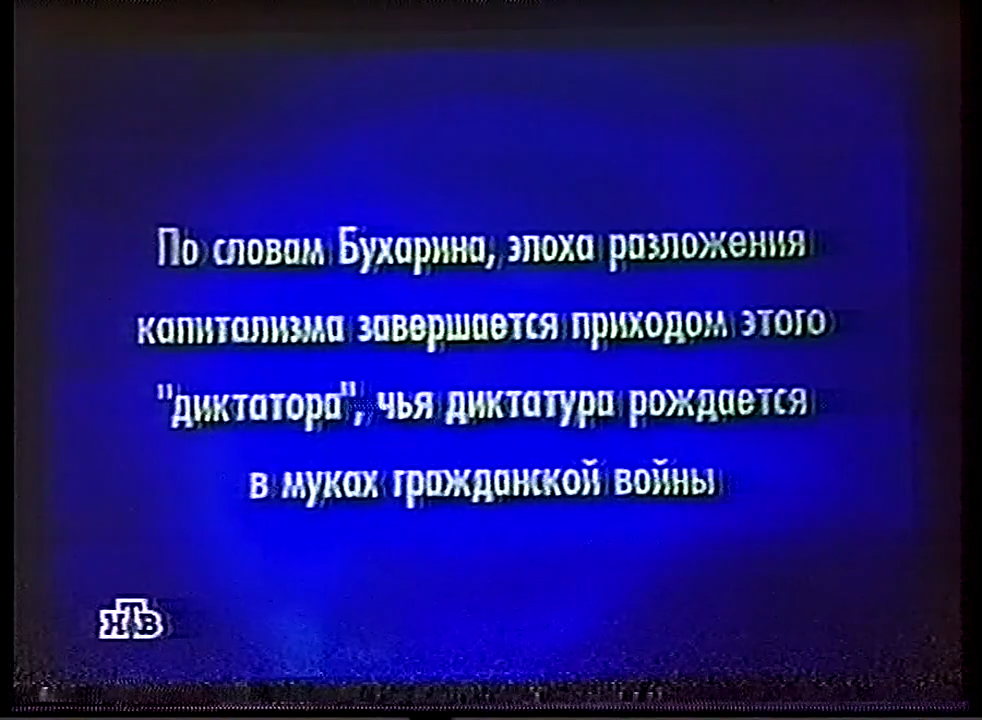 По словам Бухарина, эпоха разложения
капитализма завершается приходом этого
"диктатора", чья диктатура рождается
в муках гражданской войны
НТВ